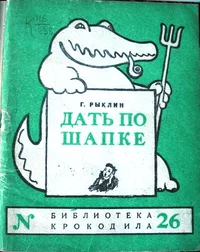 Г. РЫКЛИН
ДАТЬ ПО
ШАПКЕ
№ БИБЛИОТЕКА
КРОКОДИЛА 26